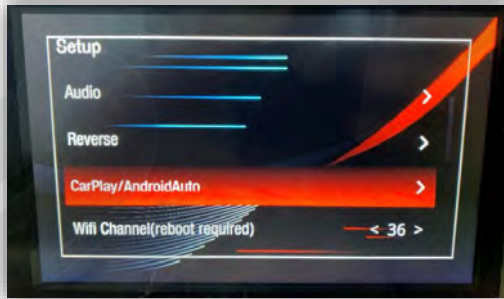 Setup
Audio >
Reverse >
CarPlay/AndroidAuto >
Wifi Channel(reboot required) < 36 >